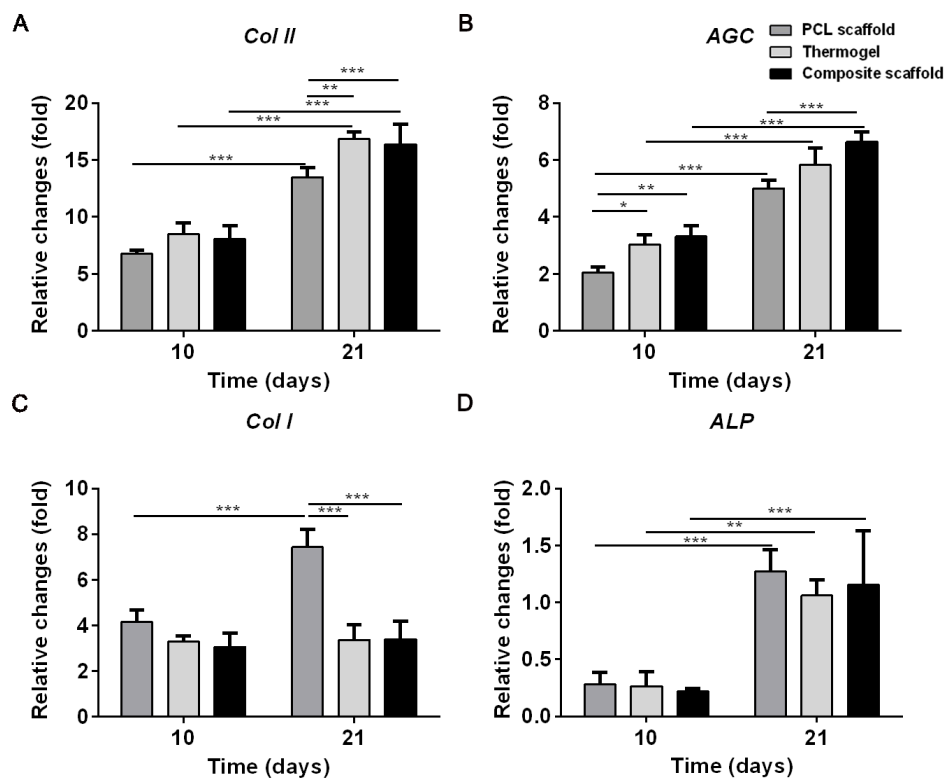 A
Col II
Relative changes (fold)
20
15
10
5
0
***
**
***
***
***
10
21
Time (days)
B
AGC
PCL scaffold
Thermogel
Composite scaffold
Relative changes (fold)
8
6
4
2
0
***
***
***
***
**
*
10
21
Time (days)
C
Col I
Relative changes (fold)
10
8
6
4
2
0
***
***
***
10
21
Time (days)
D
ALP
Relative changes (fold)
2.0
1.5
1.0
0.5
0.0
***
**
***
10
21
Time (days)